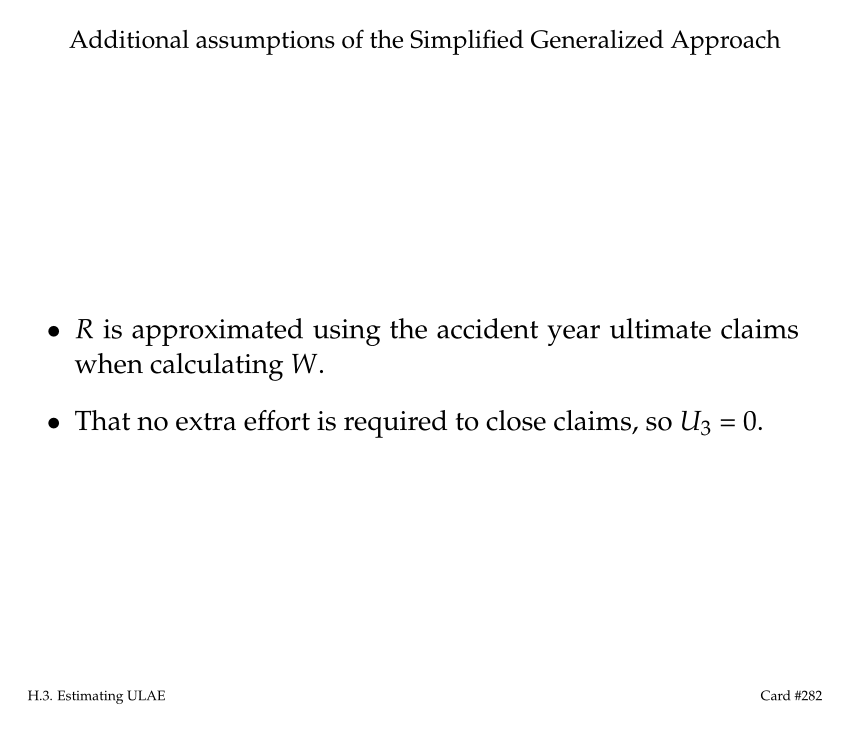 Additional assumptions of the Simplified Generalized Approach
• R is approximated using the accident year ultimate claims
when calculating W.
• That no extra effort is required to close claims, so U₃ = 0.
H.3. Estimating ULAE
Card #282